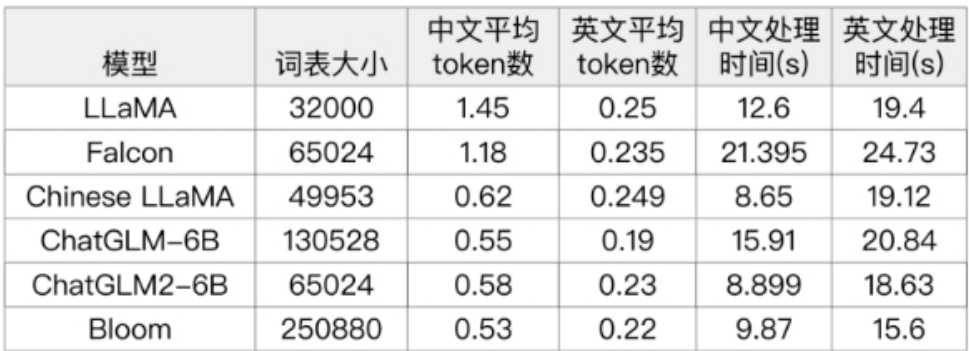 模型 词表大小 中文平均token数 英文平均token数 中文处理时间(s) 英文处理时间(s)
LLaMA 32000 1.45 0.25 12.6 19.4
Falcon 65024 1.18 0.235 21.395 24.73
Chinese LLaMA 49953 0.62 0.249 8.65 19.12
ChatGLM-6B 130528 0.55 0.19 15.91 20.84
ChatGLM2-6B 65024 0.58 0.23 8.899 18.63
Bloom 250880 0.53 0.22 9.87 15.6